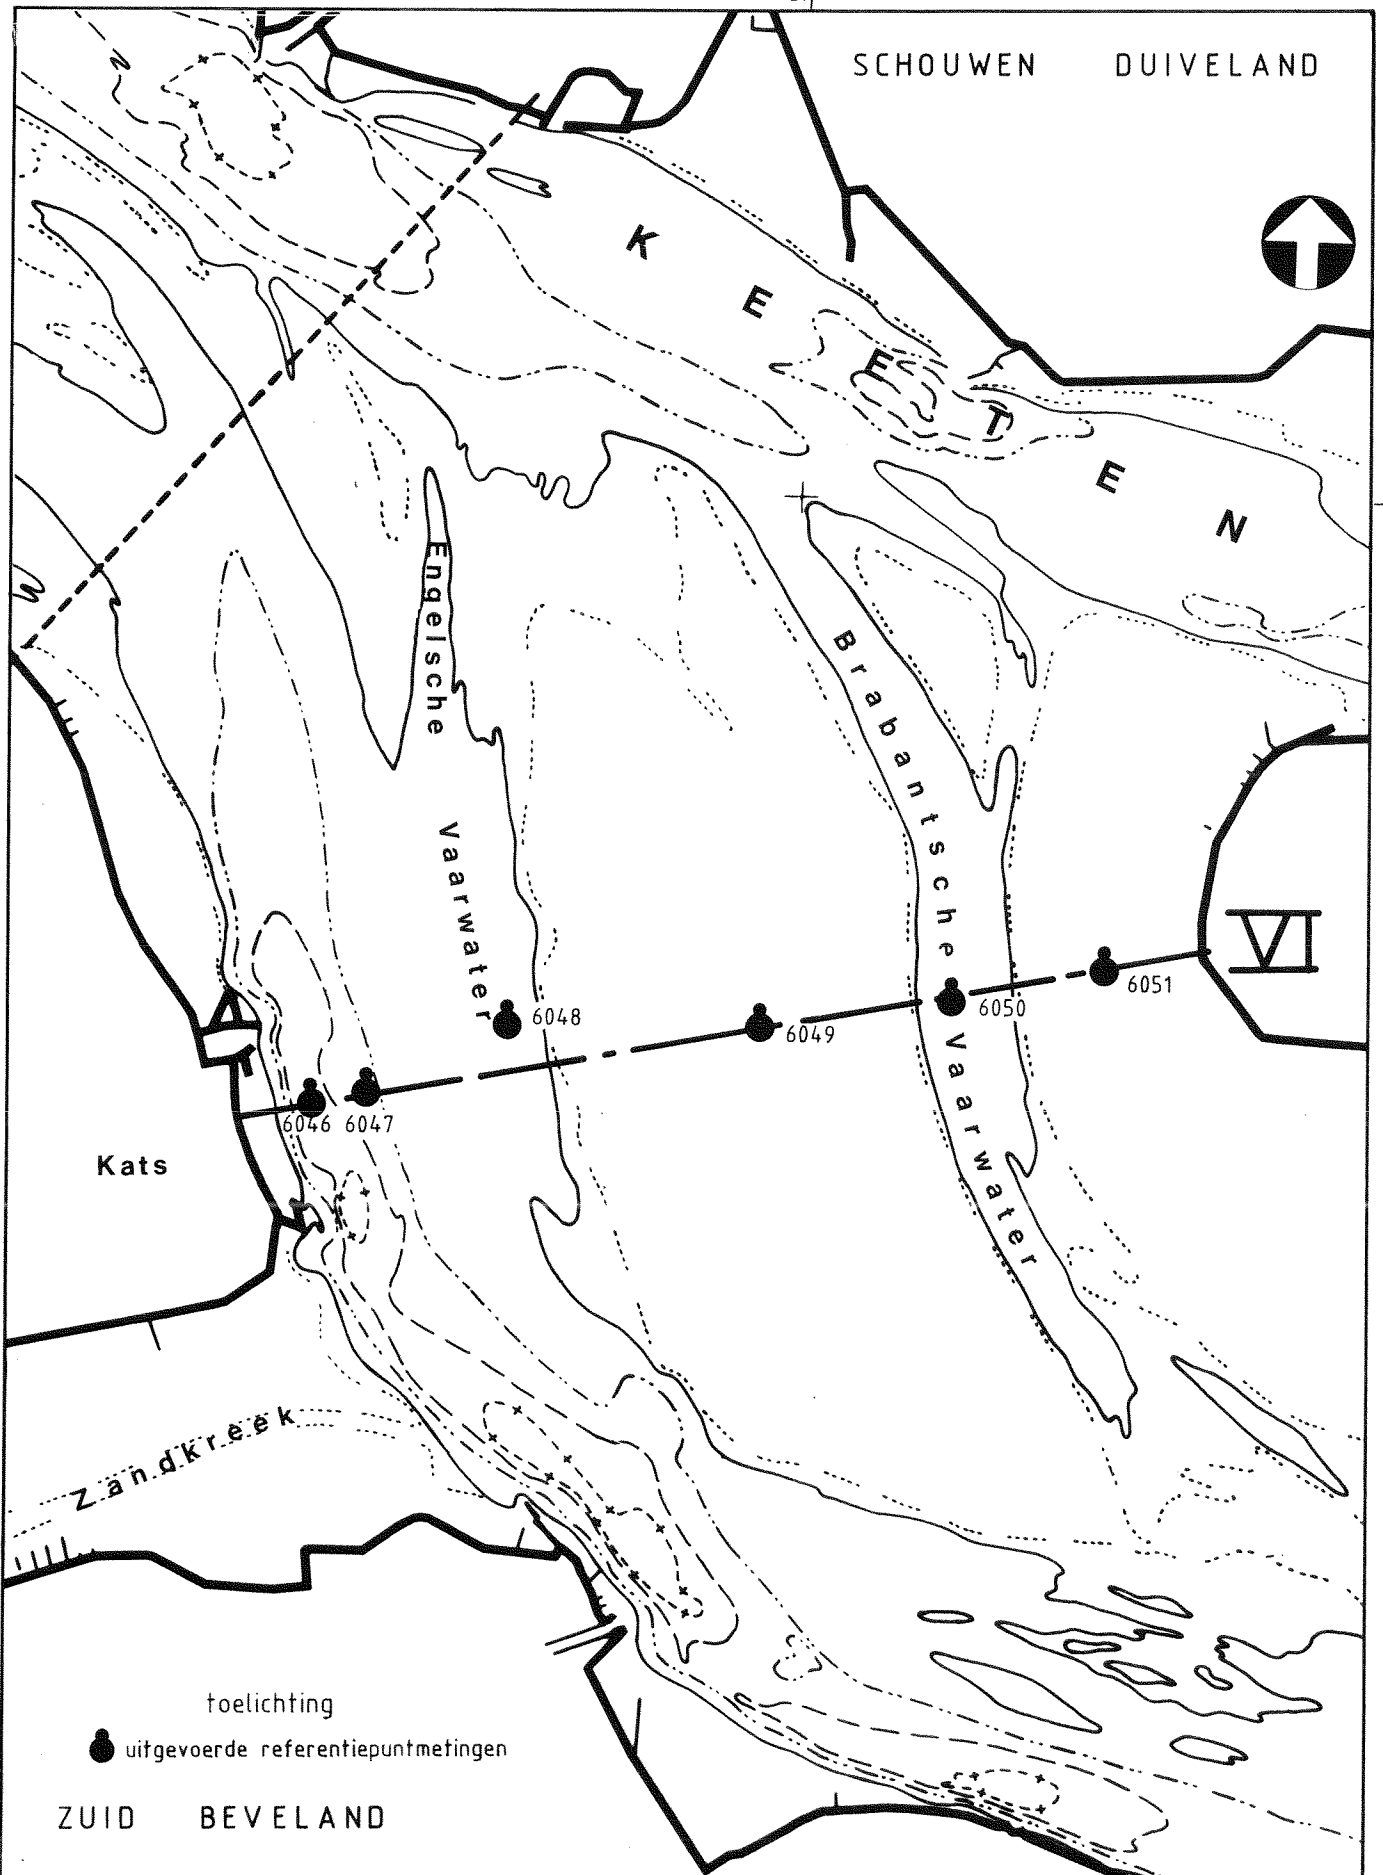 SCHOUWEN DUIVELAND
KEETEN
Engelsche Vaarwater
Brabantsche Vaarwater
VI
6051
6050
6048
6049
6046 6047
Kats
Zandkreek
toelichting
uitgevoerde referentiepuntmetingen
ZUID BEVELAND